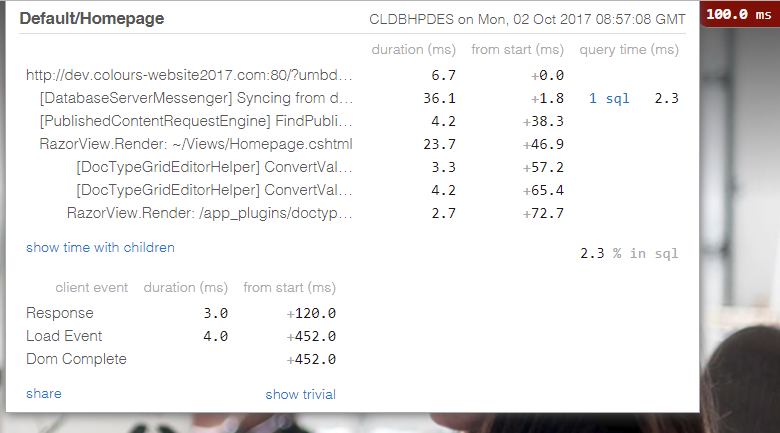 Default/Homepage CLDBHPDES on Mon, 02 Oct 2017 08:57:08 GMT 100.0 ms
duration (ms) from start (ms) query time (ms)
http://dev.colours-website2017.com:80/?umbd... 6.7 +0.0
[DatabaseServerMessenger] Syncing from d... 36.1 +1.8 1 sql 2.3
[PublishedContentRequestEngine] FindPubli... 4.2 +38.3
RazorView.Render: ~/Views/Homepage.cshtml 23.7 +46.9
[DocTypeGridEditorHelper] ConvertVal... 3.3 +57.2
[DocTypeGridEditorHelper] ConvertVal... 4.2 +65.4
RazorView.Render: /app_plugins/doctyp... 2.7 +72.7
show time with children 2.3 % in sql
client event duration (ms) from start (ms)
Response 3.0 +120.0
Load Event 4.0 +452.0
Dom Complete +452.0
share show trivial